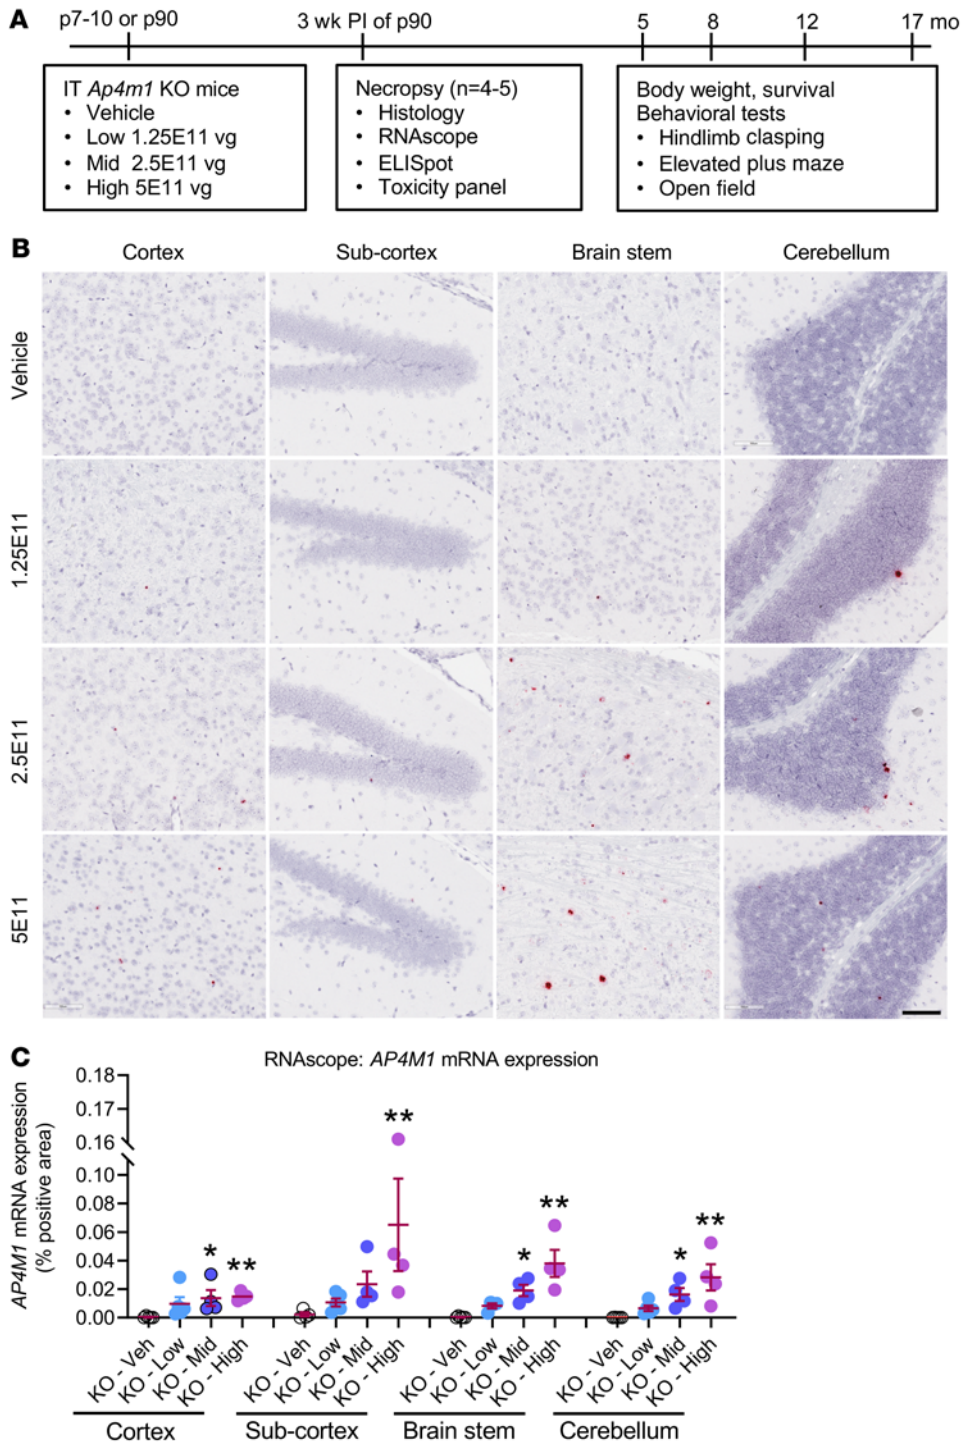 A
p7-10 or p90
3 wk PI of p90
5
8
12
17 mo
IT Ap4m1 KO mice
• Vehicle
• Low 1.25E11 vg
• Mid 2.5E11 vg
• High 5E11 vg
Necropsy (n=4-5)
• Histology
• RNAscope
• ELISpot
• Toxicity panel
Body weight, survival
Behavioral tests
• Hindlimb clasping
• Elevated plus maze
• Open field
B
Cortex
Sub-cortex
Brain stem
Cerebellum
Vehicle
1.25E11
2.5E11
5E11
C
RNAscope: AP4M1 mRNA expression
AP4M1 mRNA expression
(% positive area)
0.18
0.17
0.16
0.10
0.08
0.06
0.04
0.02
0.00
*
**
**
*
**
*
**
KO - Veh
KO - Low
KO - Mid
KO - High
KO - Veh
KO - Low
KO - Mid
KO - High
KO - Veh
KO - Low
KO - Mid
KO - High
KO - Veh
KO - Low
KO - Mid
KO - High
Cortex
Sub-cortex
Brain stem
Cerebellum